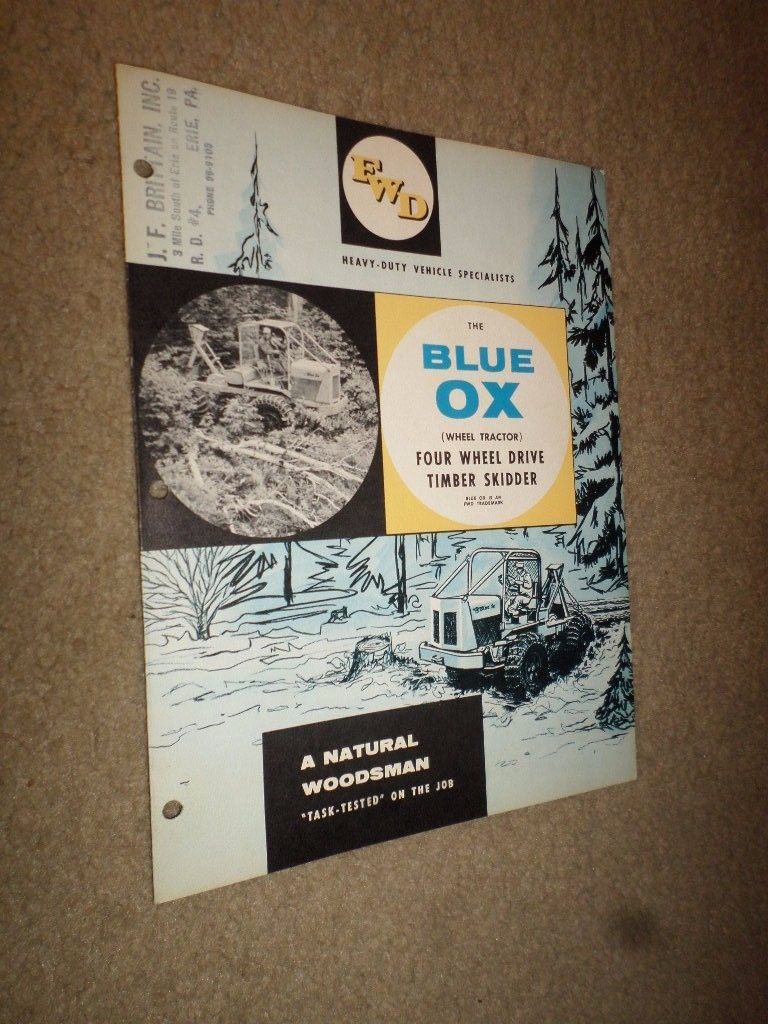 J. F. BRITTAIN, INC.
3 Mile South of Erie on Route 19
R. D. #4, ERIE, PA.
FWD
HEAVY-DUTY VEHICLE SPECIALISTS
THE
BLUE
OX
(WHEEL TRACTOR)
FOUR WHEEL DRIVE
TIMBER SKIDDER
BLUE OX IS AN
FWD TRADEMARK
A NATURAL
WOODSMAN
"TASK-TESTED" ON THE JOB